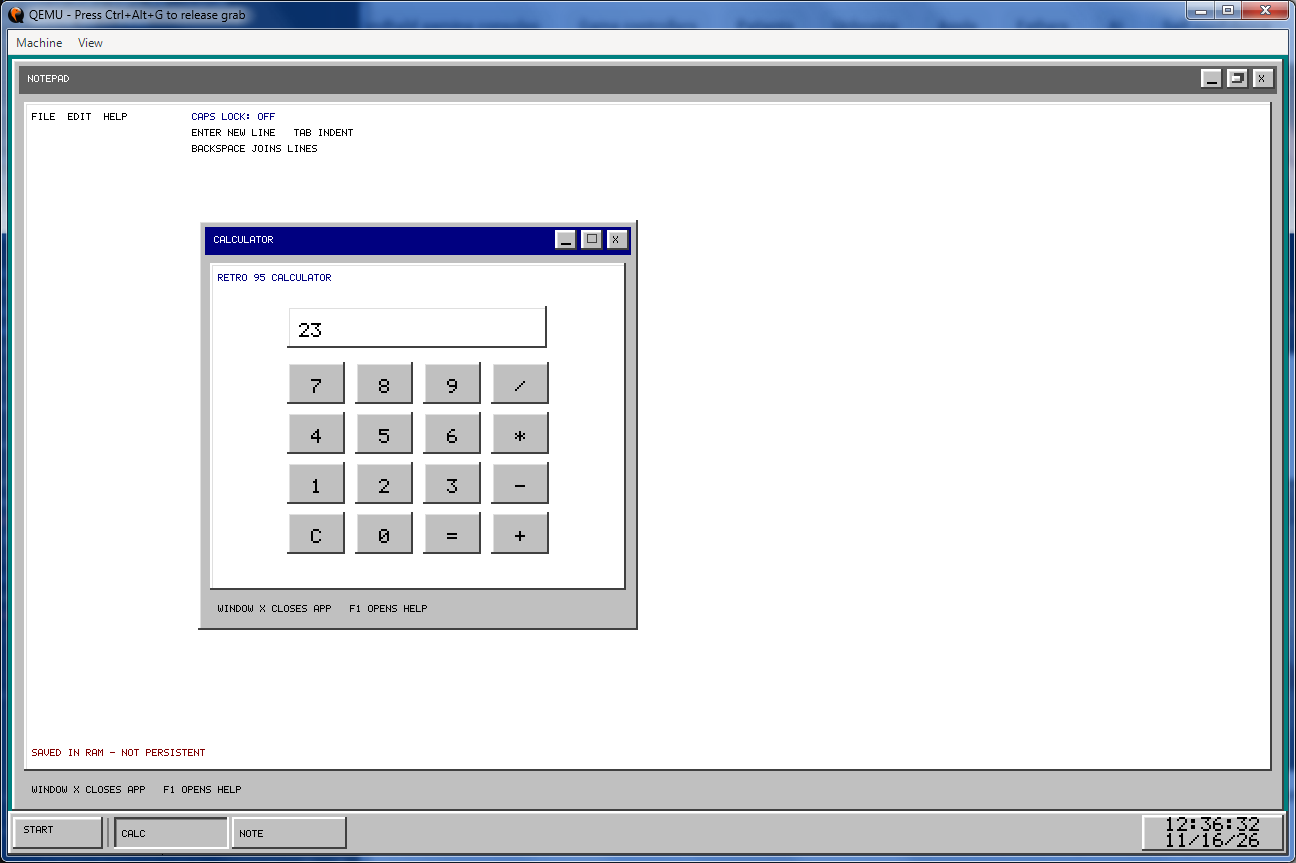 QEMU - Press Ctrl+Alt+G to release grab
Machine View
NOTEPAD
X
FILE EDIT HELP
CAPS LOCK: OFF
ENTER NEW LINE TAB INDENT
BACKSPACE JOINS LINES
CALCULATOR
X
RETRO 95 CALCULATOR
23
7 8 9 /
4 5 6 *
1 2 3 -
C 0 = +
WINDOW X CLOSES APP F1 OPENS HELP
SAVED IN RAM - NOT PERSISTENT
WINDOW X CLOSES APP F1 OPENS HELP
START CALC NOTE
12:36:32
11/16/26